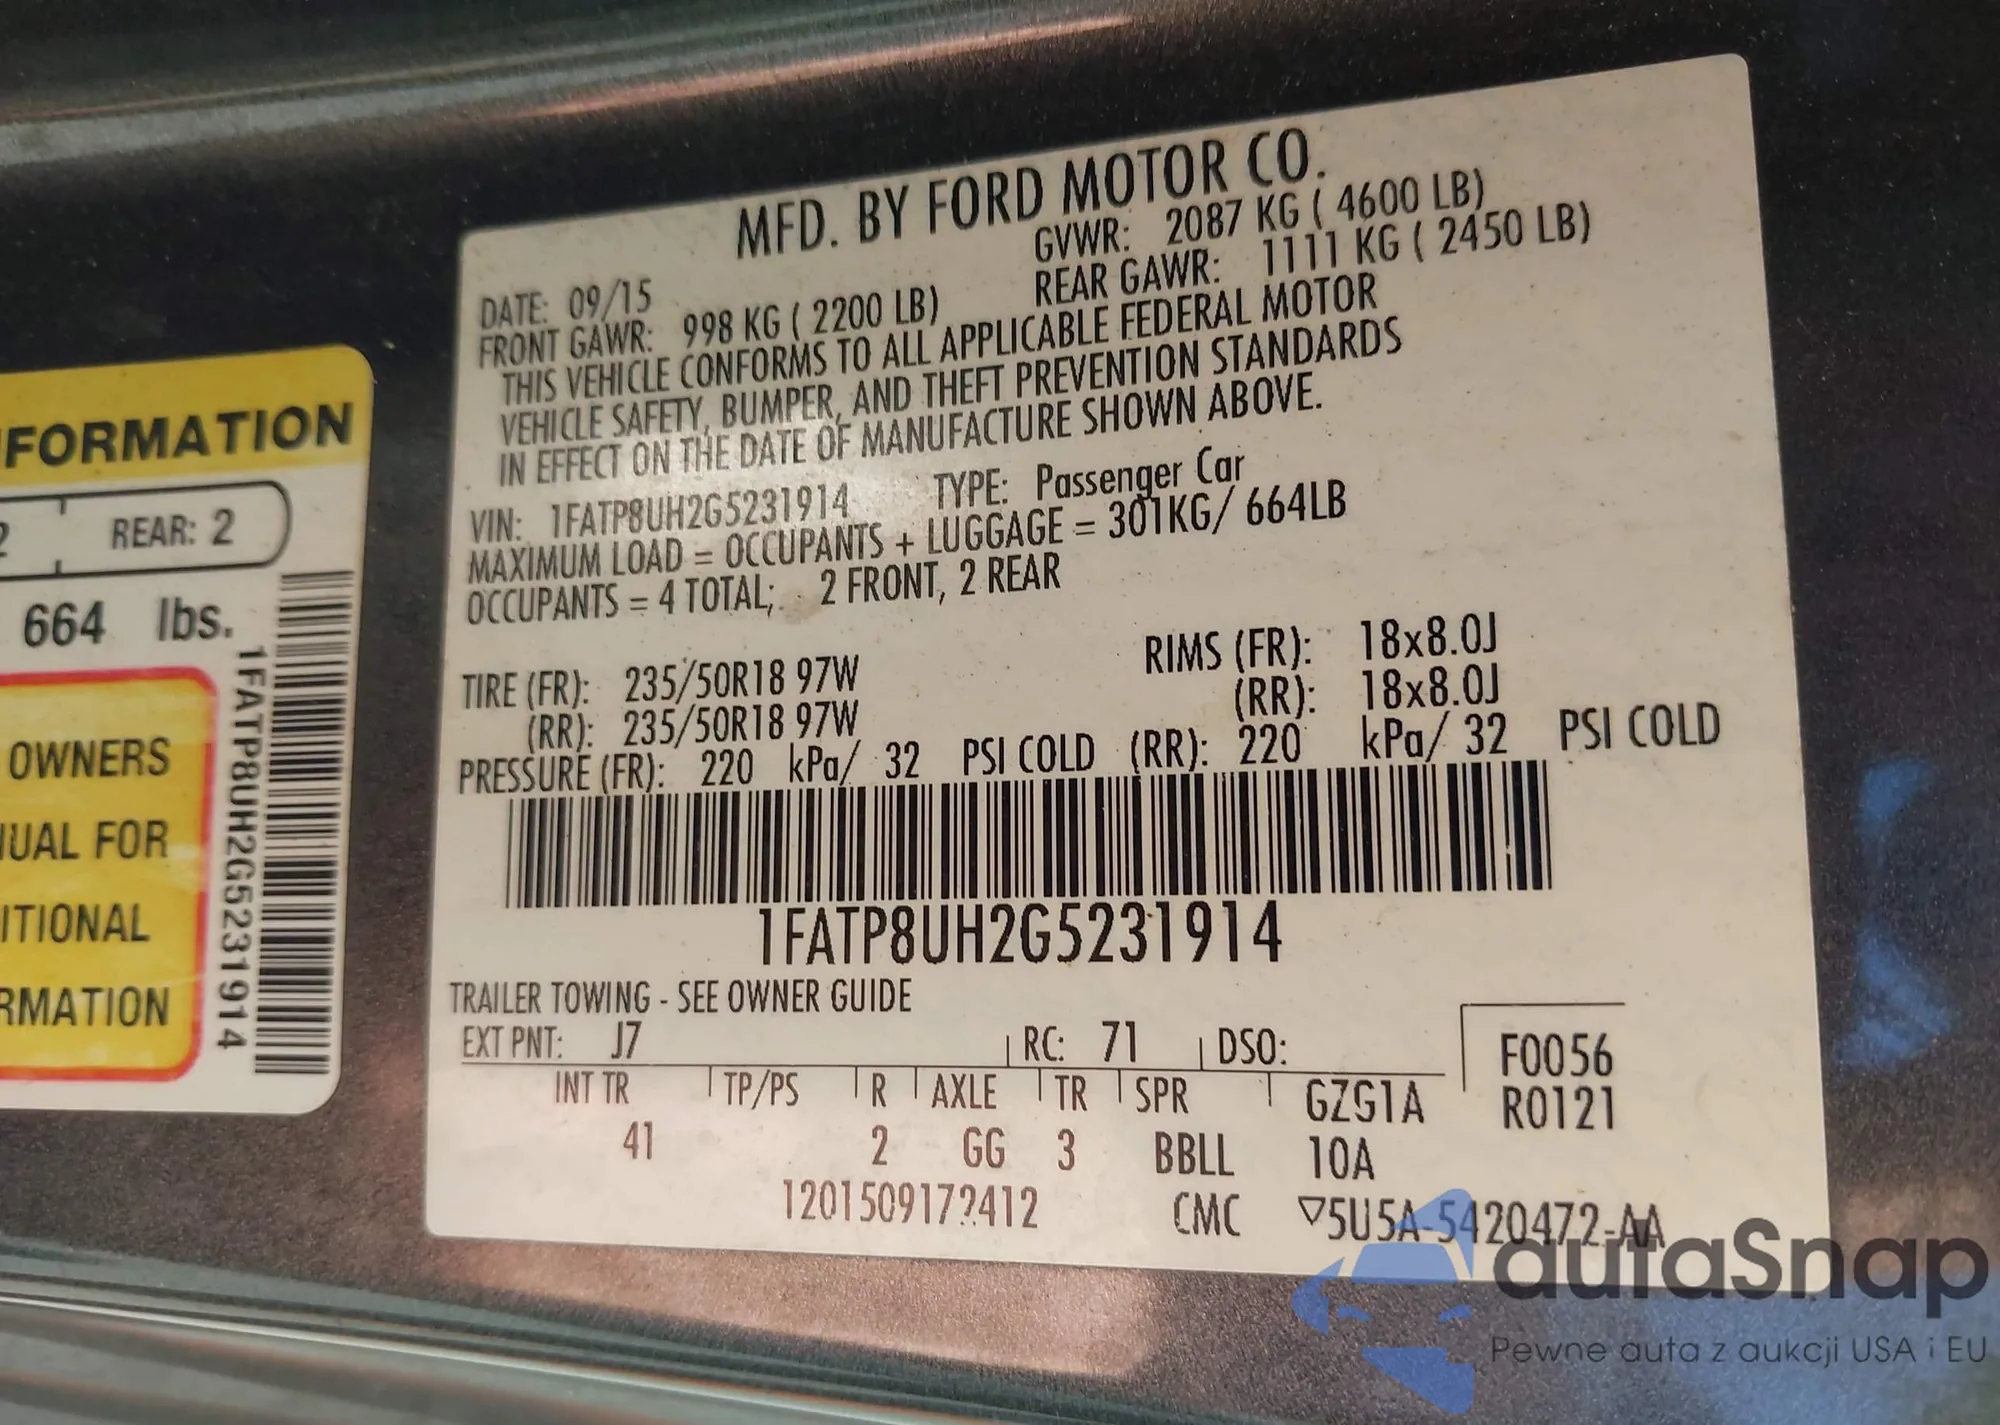 MFD. BY FORD MOTOR CO.
DATE: 09/15 GVWR: 2087 KG ( 4600 LB)
FRONT GAWR: 998 KG ( 2200 LB) REAR GAWR: 1111 KG ( 2450 LB)
THIS VEHICLE CONFORMS TO ALL APPLICABLE FEDERAL MOTOR
VEHICLE SAFETY, BUMPER, AND THEFT PREVENTION STANDARDS
IN EFFECT ON THE DATE OF MANUFACTURE SHOWN ABOVE.
VIN: 1FATP8UH2G5231914 TYPE: Passenger Car
MAXIMUM LOAD = OCCUPANTS + LUGGAGE = 301KG/ 664LB
OCCUPANTS = 4 TOTAL; 2 FRONT, 2 REAR
TIRE (FR): 235/50R18 97W RIMS (FR): 18x8.0J
(RR): 235/50R18 97W (RR): 18x8.0J
PRESSURE (FR): 220 kPa/ 32 PSI COLD (RR): 220 kPa/ 32 PSI COLD
1FATP8UH2G5231914
TRAILER TOWING - SEE OWNER GUIDE
EXT PNT: J7 RC: 71 DSO: F0056
INT TR TP/PS R AXLE TR SPR GZG1A R0121
41 2 GG 3 BBLL 10A
CMC ▽5U5A-5420472-AA
FORMATION
REAR: 2
664 lbs.
1FATP8UH2G5231914
OWNERS
UAL FOR
ITIONAL
RMATION
autaSnap
Pewne auta z aukcji USA i EU